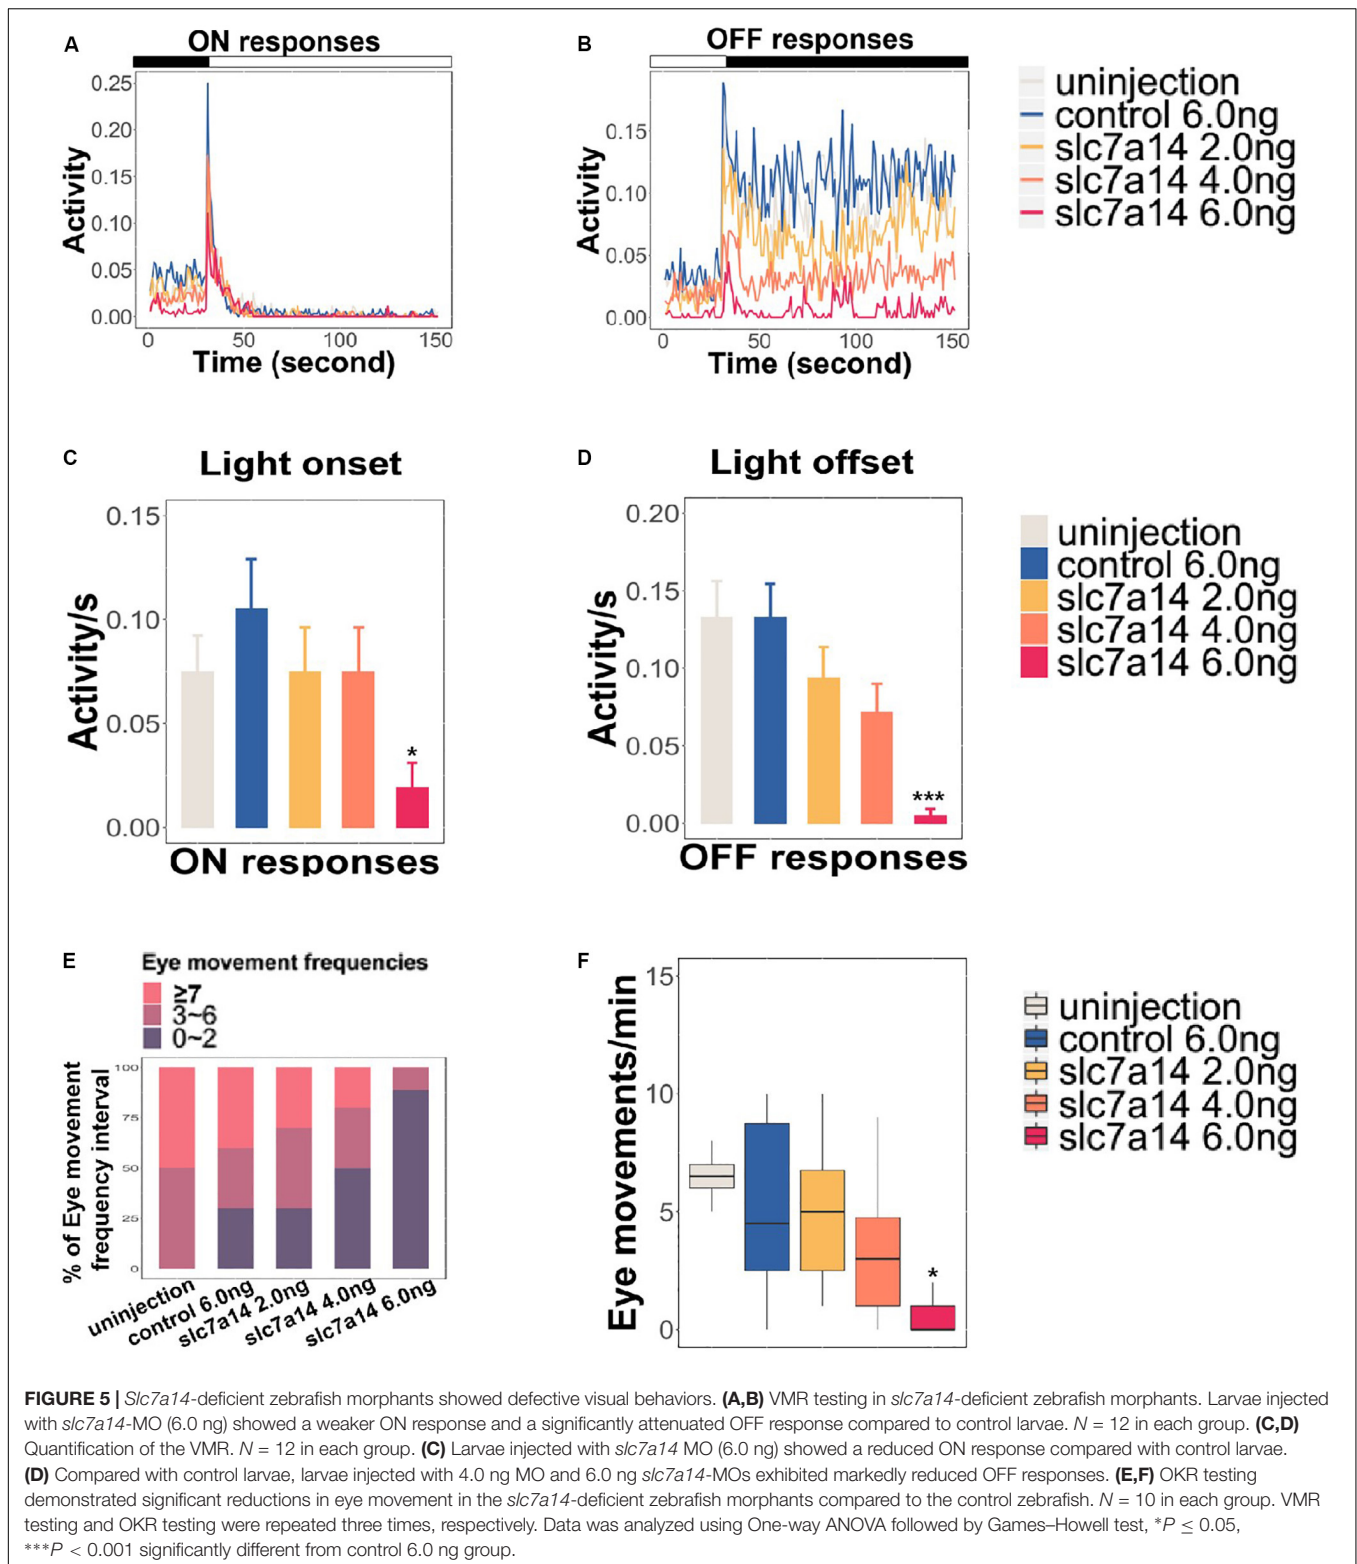 A
ON responses
0.25
0.20
0.15
0.10
0.05
0.00
Activity
0 50 100 150
Time (second)
B
OFF responses
0.15
0.10
0.05
0.00
Activity
0 50 100 150
Time (second)
uninjection
control 6.0ng
slc7a14 2.0ng
slc7a14 4.0ng
slc7a14 6.0ng
C
Light onset
0.15
0.10
0.05
0.00
Activity/s
*
ON responses
D
Light offset
0.20
0.15
0.10
0.05
0.00
Activity/s
***
OFF responses
uninjection
control 6.0ng
slc7a14 2.0ng
slc7a14 4.0ng
slc7a14 6.0ng
E
Eye movement frequencies
≥7
3~6
0~2
% of Eye movement
frequency interval
100
75
50
25
0
uninjection
control 6.0ng
slc7a14 2.0ng
slc7a14 4.0ng
slc7a14 6.0ng
F
Eye movements/min
15
10
5
0
*
uninjection
control 6.0ng
slc7a14 2.0ng
slc7a14 4.0ng
slc7a14 6.0ng
FIGURE 5 | Slc7a14-deficient zebrafish morphants showed defective visual behaviors. (A,B) VMR testing in slc7a14-deficient zebrafish morphants. Larvae injected
with slc7a14-MO (6.0 ng) showed a weaker ON response and a significantly attenuated OFF response compared to control larvae. N = 12 in each group. (C,D)
Quantification of the VMR. N = 12 in each group. (C) Larvae injected with slc7a14 MO (6.0 ng) showed a reduced ON response compared with control larvae.
(D) Compared with control larvae, larvae injected with 4.0 ng MO and 6.0 ng slc7a14-MOs exhibited markedly reduced OFF responses. (E,F) OKR testing
demonstrated significant reductions in eye movement in the slc7a14-deficient zebrafish morphants compared to the control zebrafish. N = 10 in each group. VMR
testing and OKR testing were repeated three times, respectively. Data was analyzed using One-way ANOVA followed by Games–Howell test, *P ≤ 0.05,
***P < 0.001 significantly different from control 6.0 ng group.